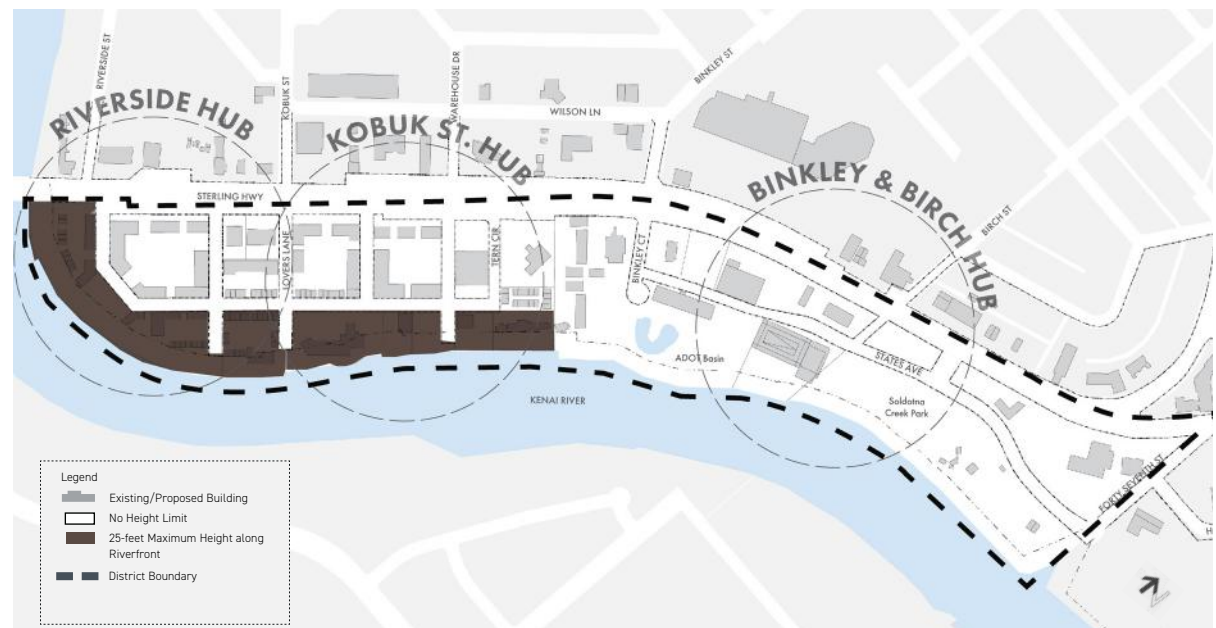 RIVERSIDE ST
KOBUK ST
WAREHOUSE DR
BINKLEY ST
WILSON LN
RIVERSIDE HUB
KOBUK ST. HUB
BINKLEY & BIRCH HUB
BIRCH ST
STERLING HWY
LOVERS LANE
TERN CIR
BINKLEY CT
ADOT Basin
STATES AVE
Soldotna
Creek Park
KENAI RIVER
FORTY SEVENTH ST
Legend
Existing/Proposed Building
No Height Limit
25-feet Maximum Height along
Riverfront
District Boundary
N